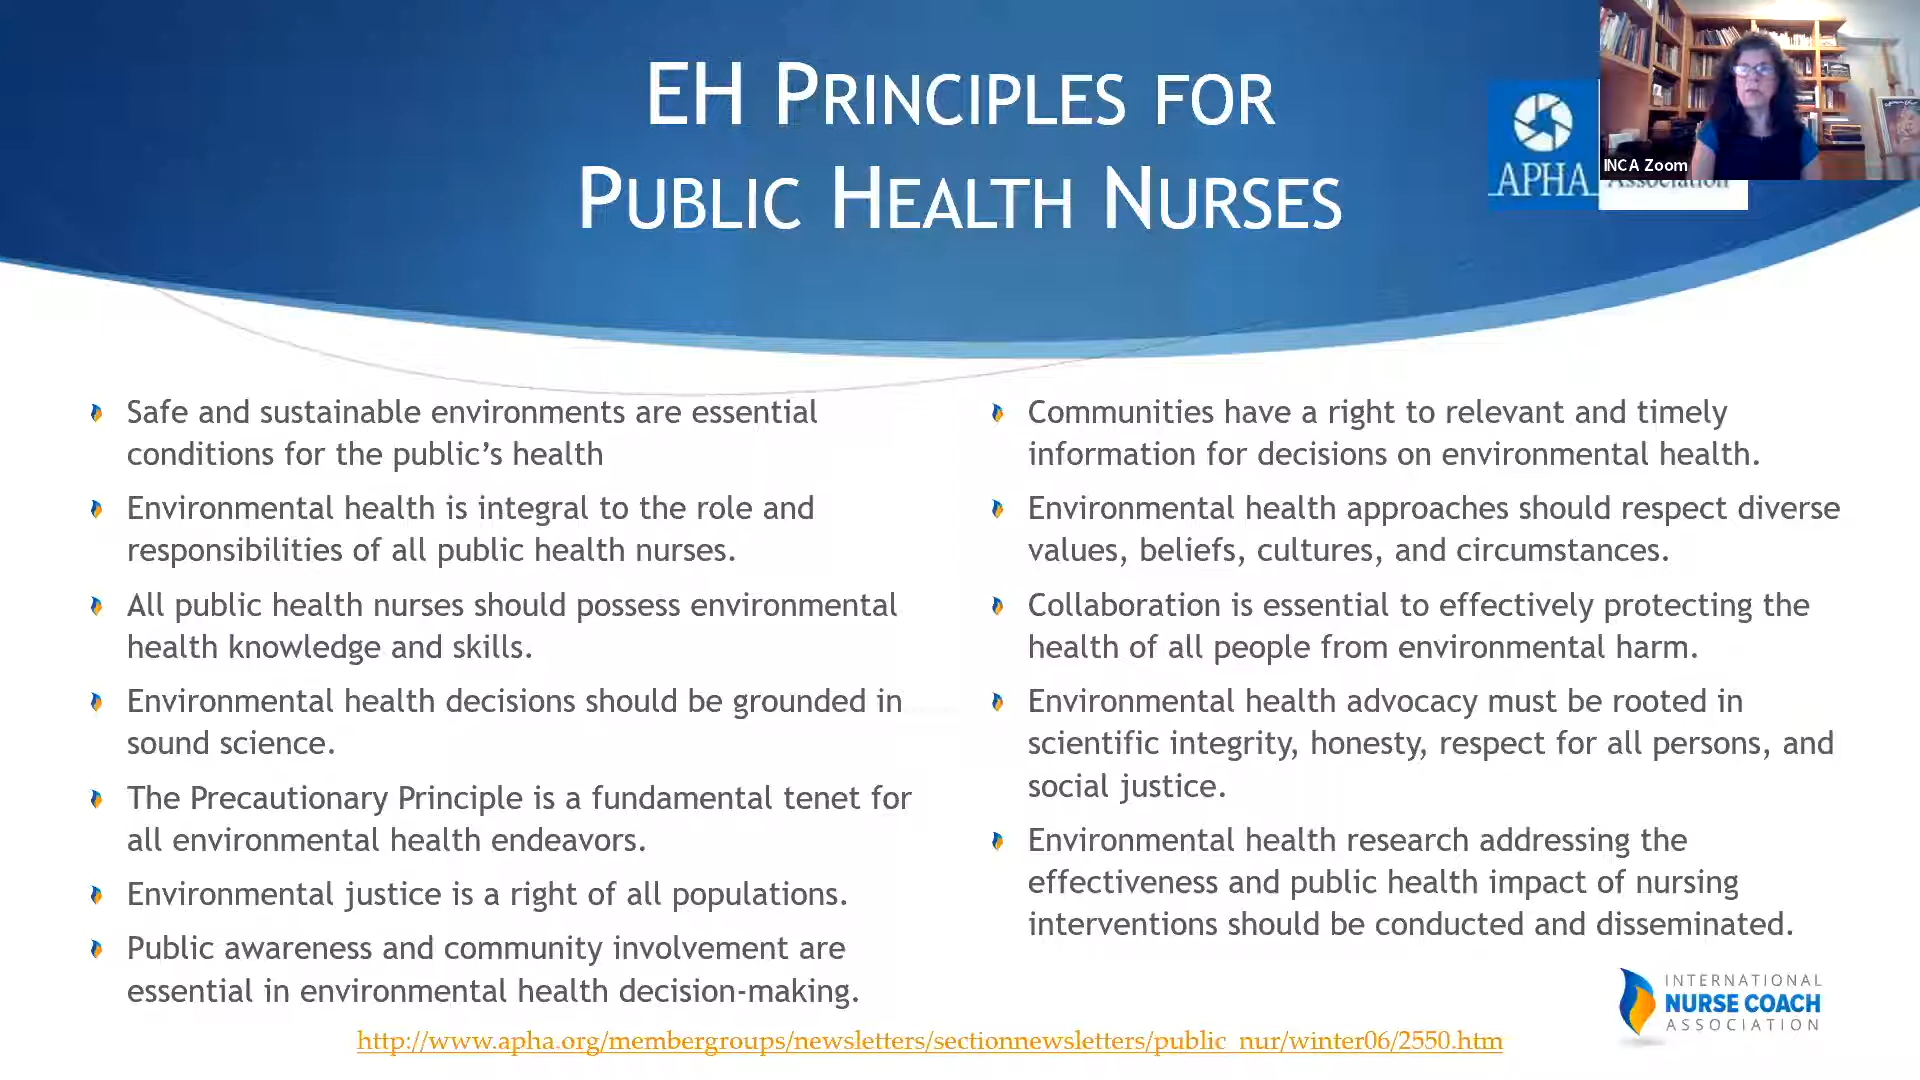 EH PRINCIPLES FOR
PUBLIC HEALTH NURSES
APHA
Association
INCA Zoom
Safe and sustainable environments are essential
conditions for the public’s health
Environmental health is integral to the role and
responsibilities of all public health nurses.
All public health nurses should possess environmental
health knowledge and skills.
Environmental health decisions should be grounded in
sound science.
The Precautionary Principle is a fundamental tenet for
all environmental health endeavors.
Environmental justice is a right of all populations.
Public awareness and community involvement are
essential in environmental health decision-making.
Communities have a right to relevant and timely
information for decisions on environmental health.
Environmental health approaches should respect diverse
values, beliefs, cultures, and circumstances.
Collaboration is essential to effectively protecting the
health of all people from environmental harm.
Environmental health advocacy must be rooted in
scientific integrity, honesty, respect for all persons, and
social justice.
Environmental health research addressing the
effectiveness and public health impact of nursing
interventions should be conducted and disseminated.
http://www.apha.org/membergroups/newsletters/sectionnewsletters/public_nur/winter06/2550.htm
INTERNATIONAL
NURSE COACH
ASSOCIATION